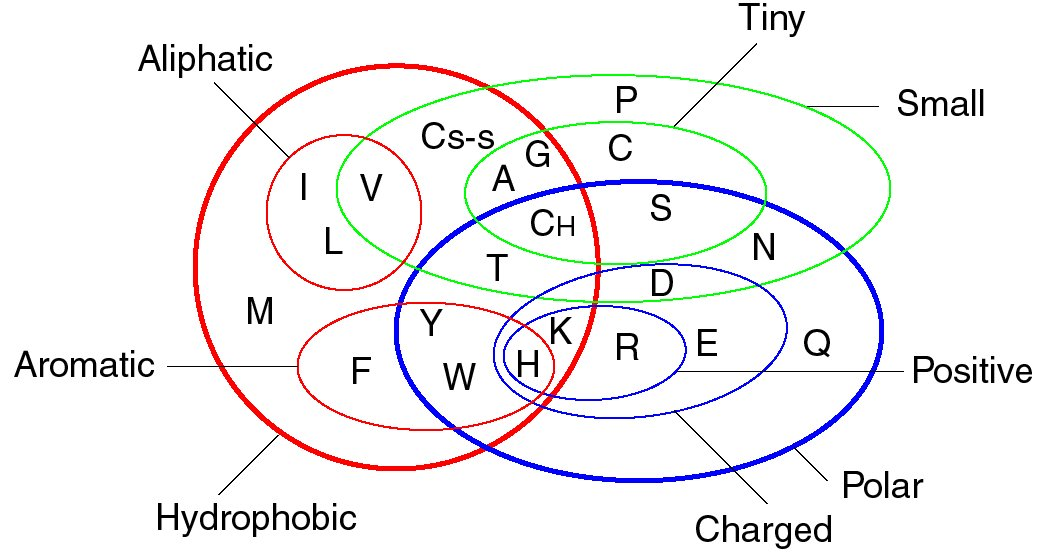 Tiny
Aliphatic
Small
P
Cs-s
G
C
A
I
V
S
CH
L
N
T
D
M
Y
K
R
E
Q
H
F
W
Aromatic
Positive
Polar
Hydrophobic
Charged